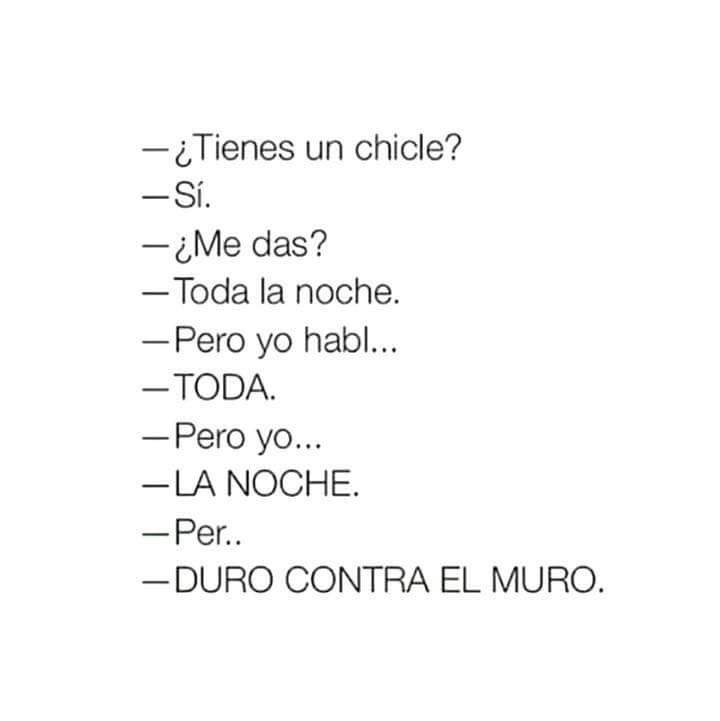 —¿Tienes un chicle?
—Sí.
—¿Me das?
—Toda la noche.
—Pero yo habl...
—TODA.
—Pero yo...
—LA NOCHE.
—Per..
—DURO CONTRA EL MURO.